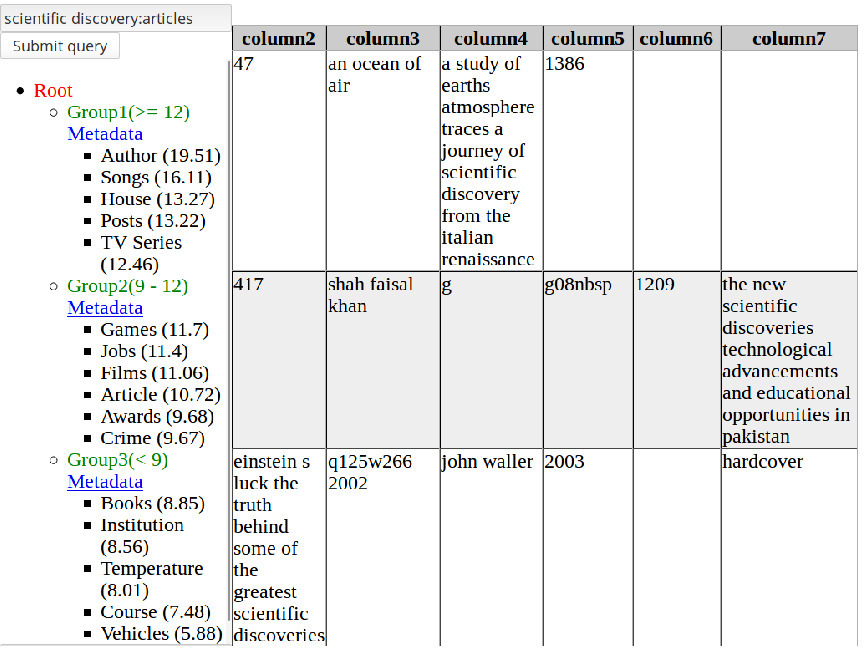 scientific discovery:articles
Submit query
Root
Group1(>= 12)
Metadata
Author (19.51)
Songs (16.11)
House (13.27)
Posts (13.22)
TV Series
(12.46)
Group2(9 - 12)
Metadata
Games (11.7)
Jobs (11.4)
Films (11.06)
Article (10.72)
Awards (9.68)
Crime (9.67)
Group3(< 9)
Metadata
Books (8.85)
Institution
(8.56)
Temperature
(8.01)
Course (7.48)
Vehicles (5.88)
column2 column3 column4 column5 column6 column7
47
an ocean of
air
a study of
earths
atmosphere
traces a
journey of
scientific
discovery
from the
italian
renaissance
1386
417
shah faisal
khan
g
g08nbsp
1209
the new
scientific
discoveries
technological
advancements
and educational
opportunities in
pakistan
einstein s
luck the
truth
behind
some of
the
greatest
scientific
discoveries
q125w266
2002
john waller
2003
hardcover